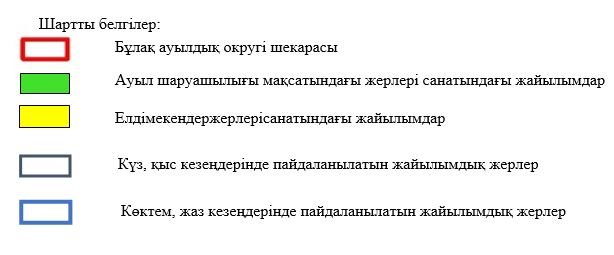 Шартты белгілер:
Бұлақ ауылдық округі шекарасы
Ауыл шаруашылығы мақсатындағы жерлері санатындағы жайылымдар
Елдімекендержерлерісанатындағы жайылымдар
Күз, қыс кезеңдерінде пайдаланылатын жайылымдық жерлер
Көктем, жаз кезеңдерінде пайдаланылатын жайылымдық жерлер